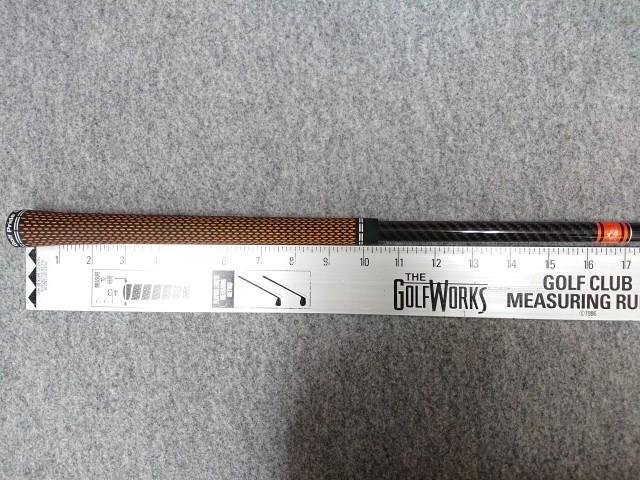 1 2 3 4 5 6 7 8 9 10 11 12 13 14 15 16 17
THE
GOLFWORKS
GOLF CLUB
MEASURING RU
©1986